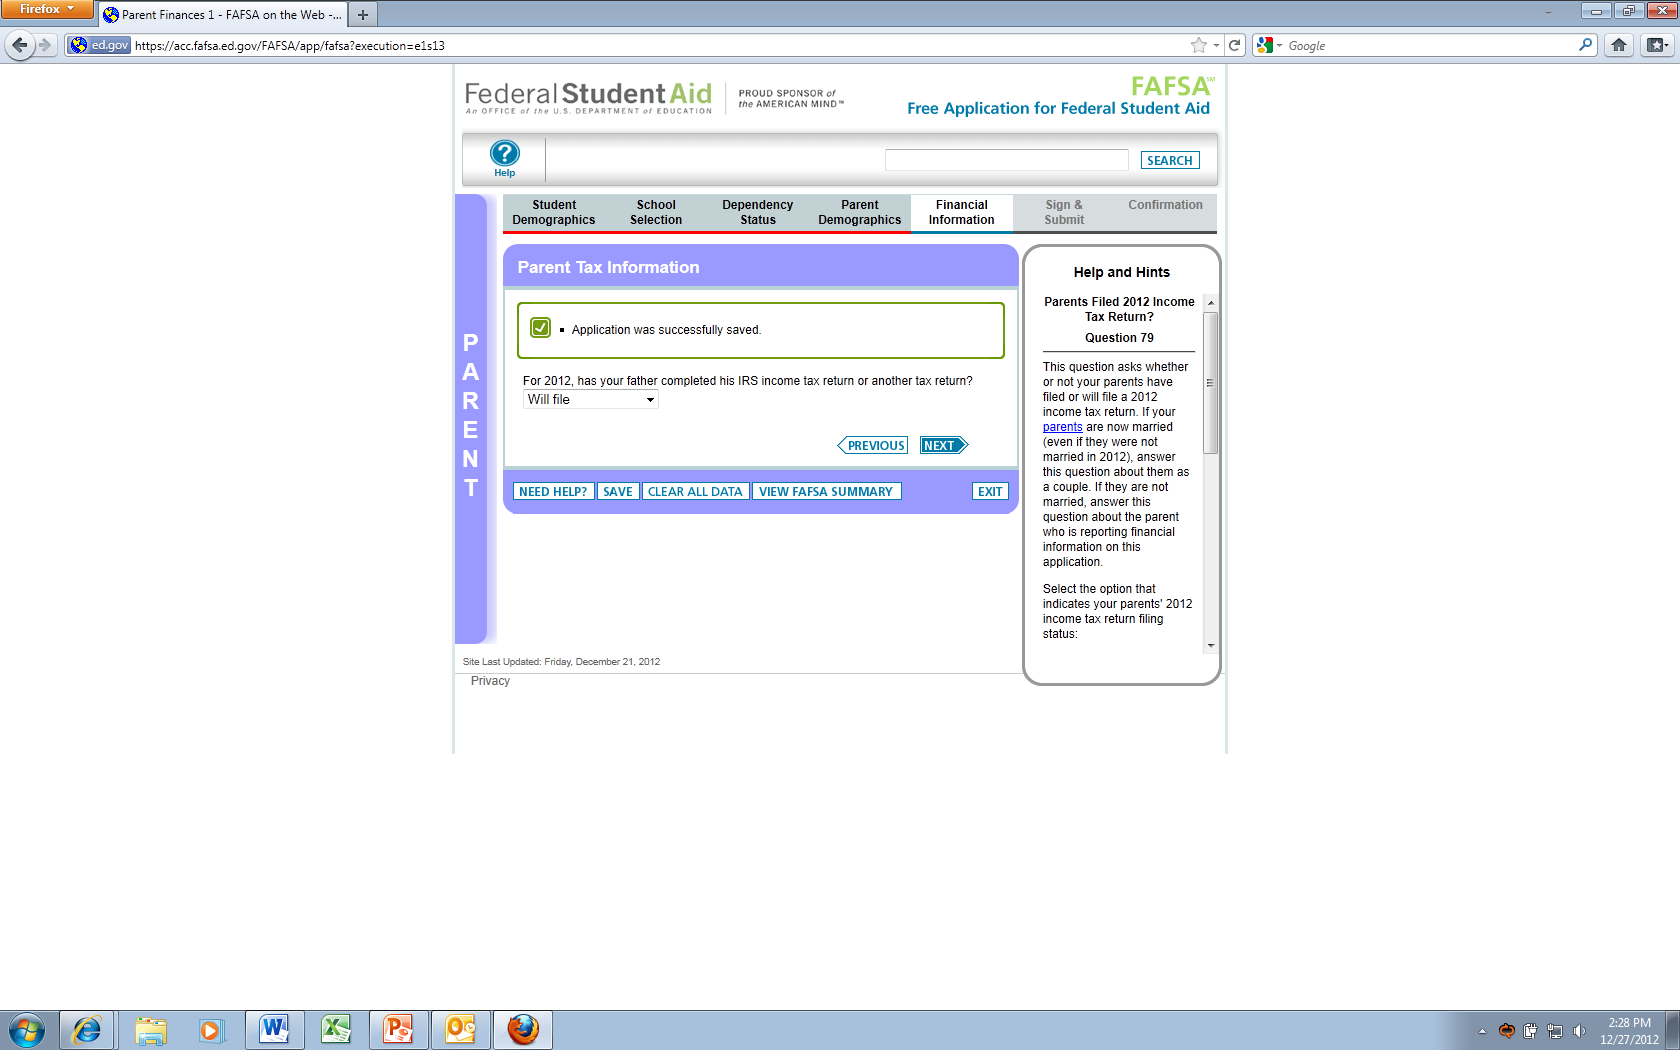 Firefox
Parent Finances 1 - FAFSA on the Web -...
ed.gov https://acc.fafsa.ed.gov/FAFSA/app/fafsa?execution=e1s13
Google
Federal Student Aid
An OFFICE of the U.S. DEPARTMENT of EDUCATION
PROUD SPONSOR of
the AMERICAN MIND™
FAFSA℠
Free Application for Federal Student Aid
?
Help
SEARCH
Student
Demographics
School
Selection
Dependency
Status
Parent
Demographics
Financial
Information
Sign &
Submit
Confirmation
PARENT
Parent Tax Information
Application was successfully saved.
For 2012, has your father completed his IRS income tax return or another tax return?
Will file
PREVIOUS
NEXT
NEED HELP?
SAVE
CLEAR ALL DATA
VIEW FAFSA SUMMARY
EXIT
Help and Hints
Parents Filed 2012 Income
Tax Return?
Question 79
This question asks whether
or not your parents have
filed or will file a 2012
income tax return. If your
parents are now married
(even if they were not
married in 2012), answer
this question about them as
a couple. If they are not
married, answer this
question about the parent
who is reporting financial
information on this
application.
Select the option that
indicates your parents' 2012
income tax return filing
status:
Site Last Updated: Friday, December 21, 2012
Privacy
2:28 PM
12/27/2012